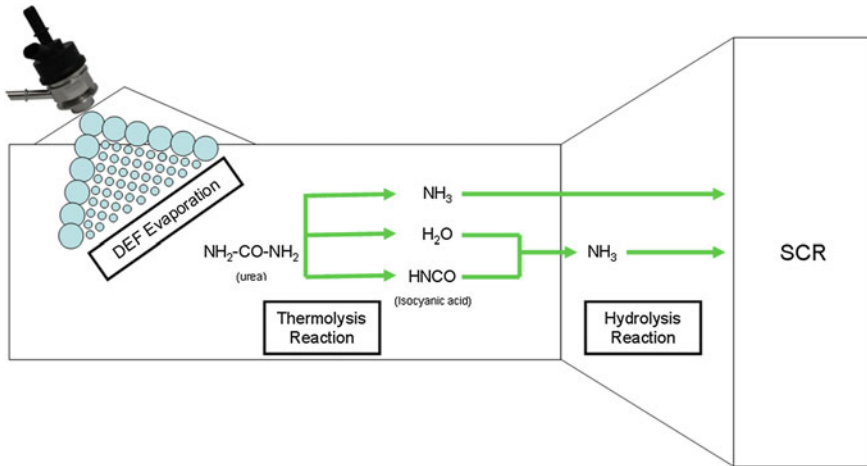 DEF Evaporation
NH₂-CO-NH₂
(urea)
NH₃
H₂O
HNCO
(Isocyanic acid)
Thermolysis
Reaction
NH₃
Hydrolysis
Reaction
SCR